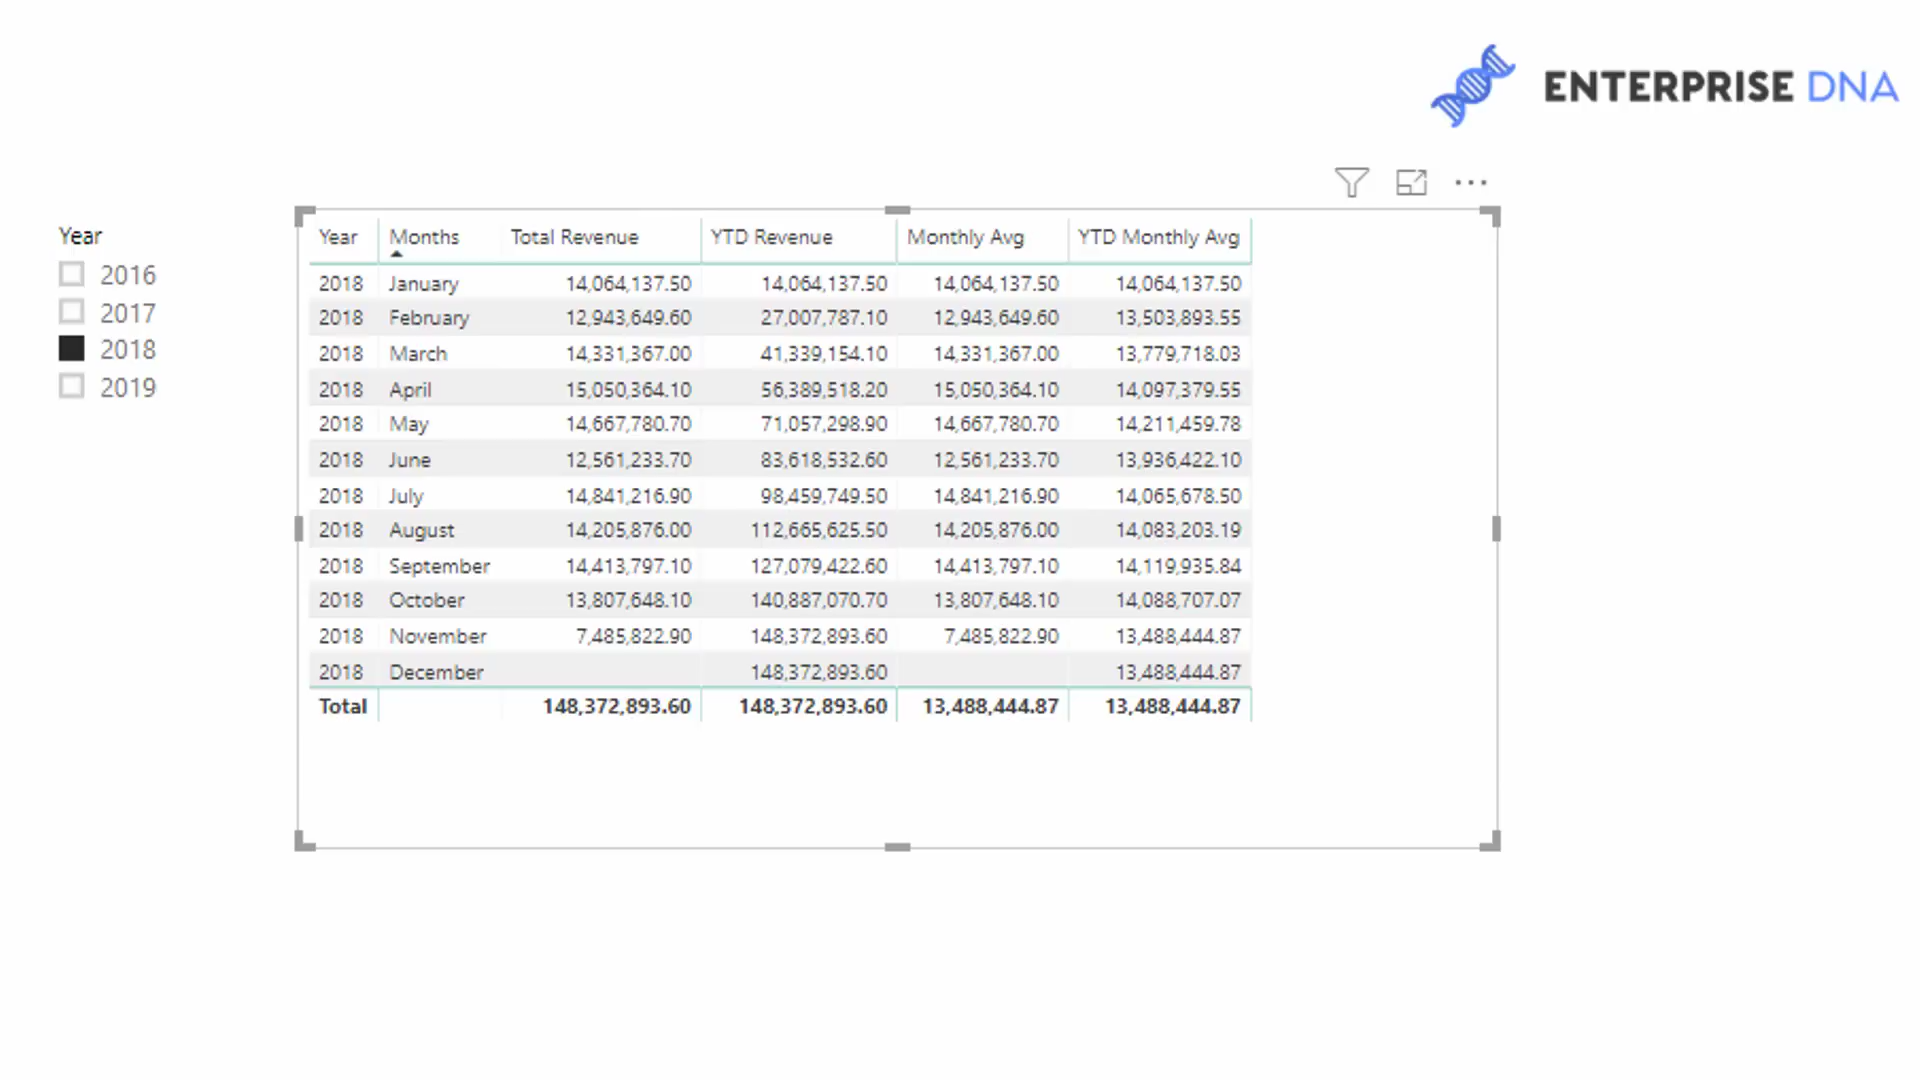 ENTERPRISE DNA
Year
2016
2017
2018
2019
Year Months Total Revenue YTD Revenue Monthly Avg YTD Monthly Avg
2018 January 14,064,137.50 14,064,137.50 14,064,137.50 14,064,137.50
2018 February 12,943,649.60 27,007,787.10 12,943,649.60 13,503,893.55
2018 March 14,331,367.00 41,339,154.10 14,331,367.00 13,779,718.03
2018 April 15,050,364.10 56,389,518.20 15,050,364.10 14,097,379.55
2018 May 14,667,780.70 71,057,298.90 14,667,780.70 14,211,459.78
2018 June 12,561,233.70 83,618,532.60 12,561,233.70 13,936,422.10
2018 July 14,841,216.90 98,459,749.50 14,841,216.90 14,065,678.50
2018 August 14,205,876.00 112,665,625.50 14,205,876.00 14,083,203.19
2018 September 14,413,797.10 127,079,422.60 14,413,797.10 14,119,935.84
2018 October 13,807,648.10 140,887,070.70 13,807,648.10 14,088,707.07
2018 November 7,485,822.90 148,372,893.60 7,485,822.90 13,488,444.87
2018 December 148,372,893.60 13,488,444.87
Total 148,372,893.60 148,372,893.60 13,488,444.87 13,488,444.87